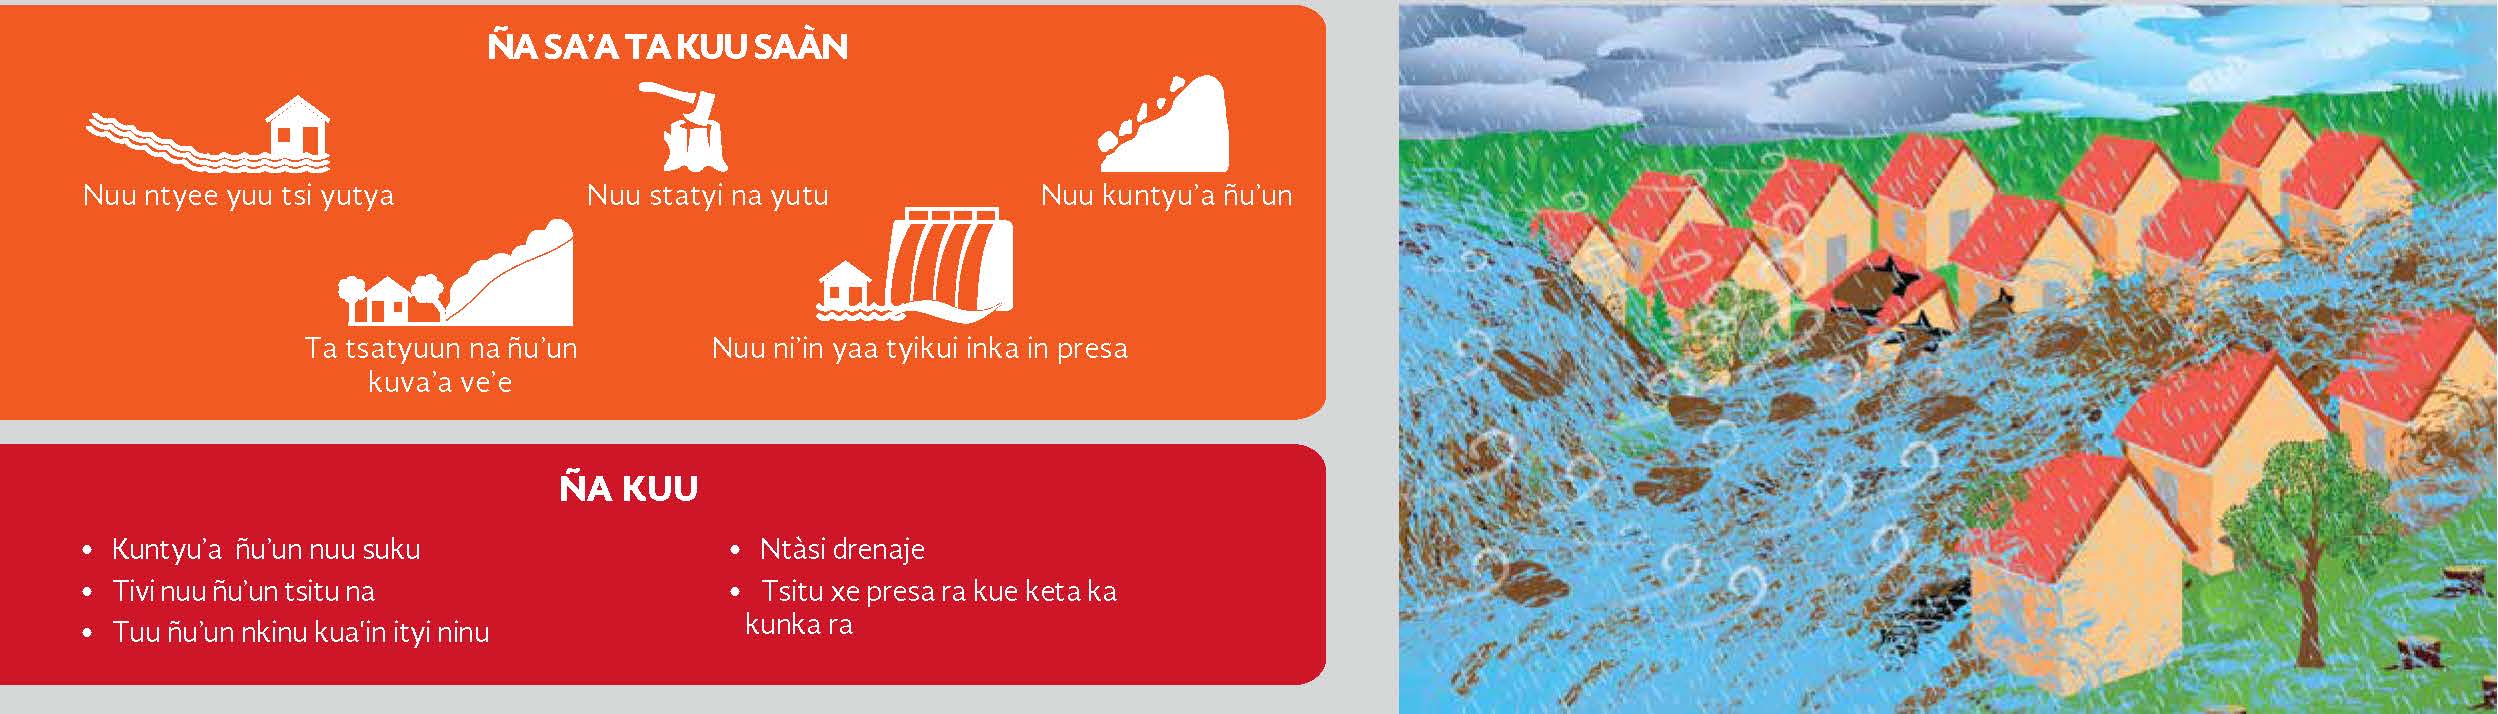 ÑA SA’A TA KUU SAÀN
Nuu ntyee yuu tsi yutya
Nuu statyi na yutu
Nuu kuntyu’a ñu’un
Ta tsatyuun na ñu’un
kuva’a ve’e
Nuu ni’in yaa tyikui inka in presa
ÑA KUU
• Kuntyu’a ñu’un nuu suku
• Tivi nuu ñu’un tsitu na
• Tuu ñu’un nkinu kua'in ityi ninu
• Ntàsi drenaje
• Tsitu xe presa ra kue keta ka
kunka ra